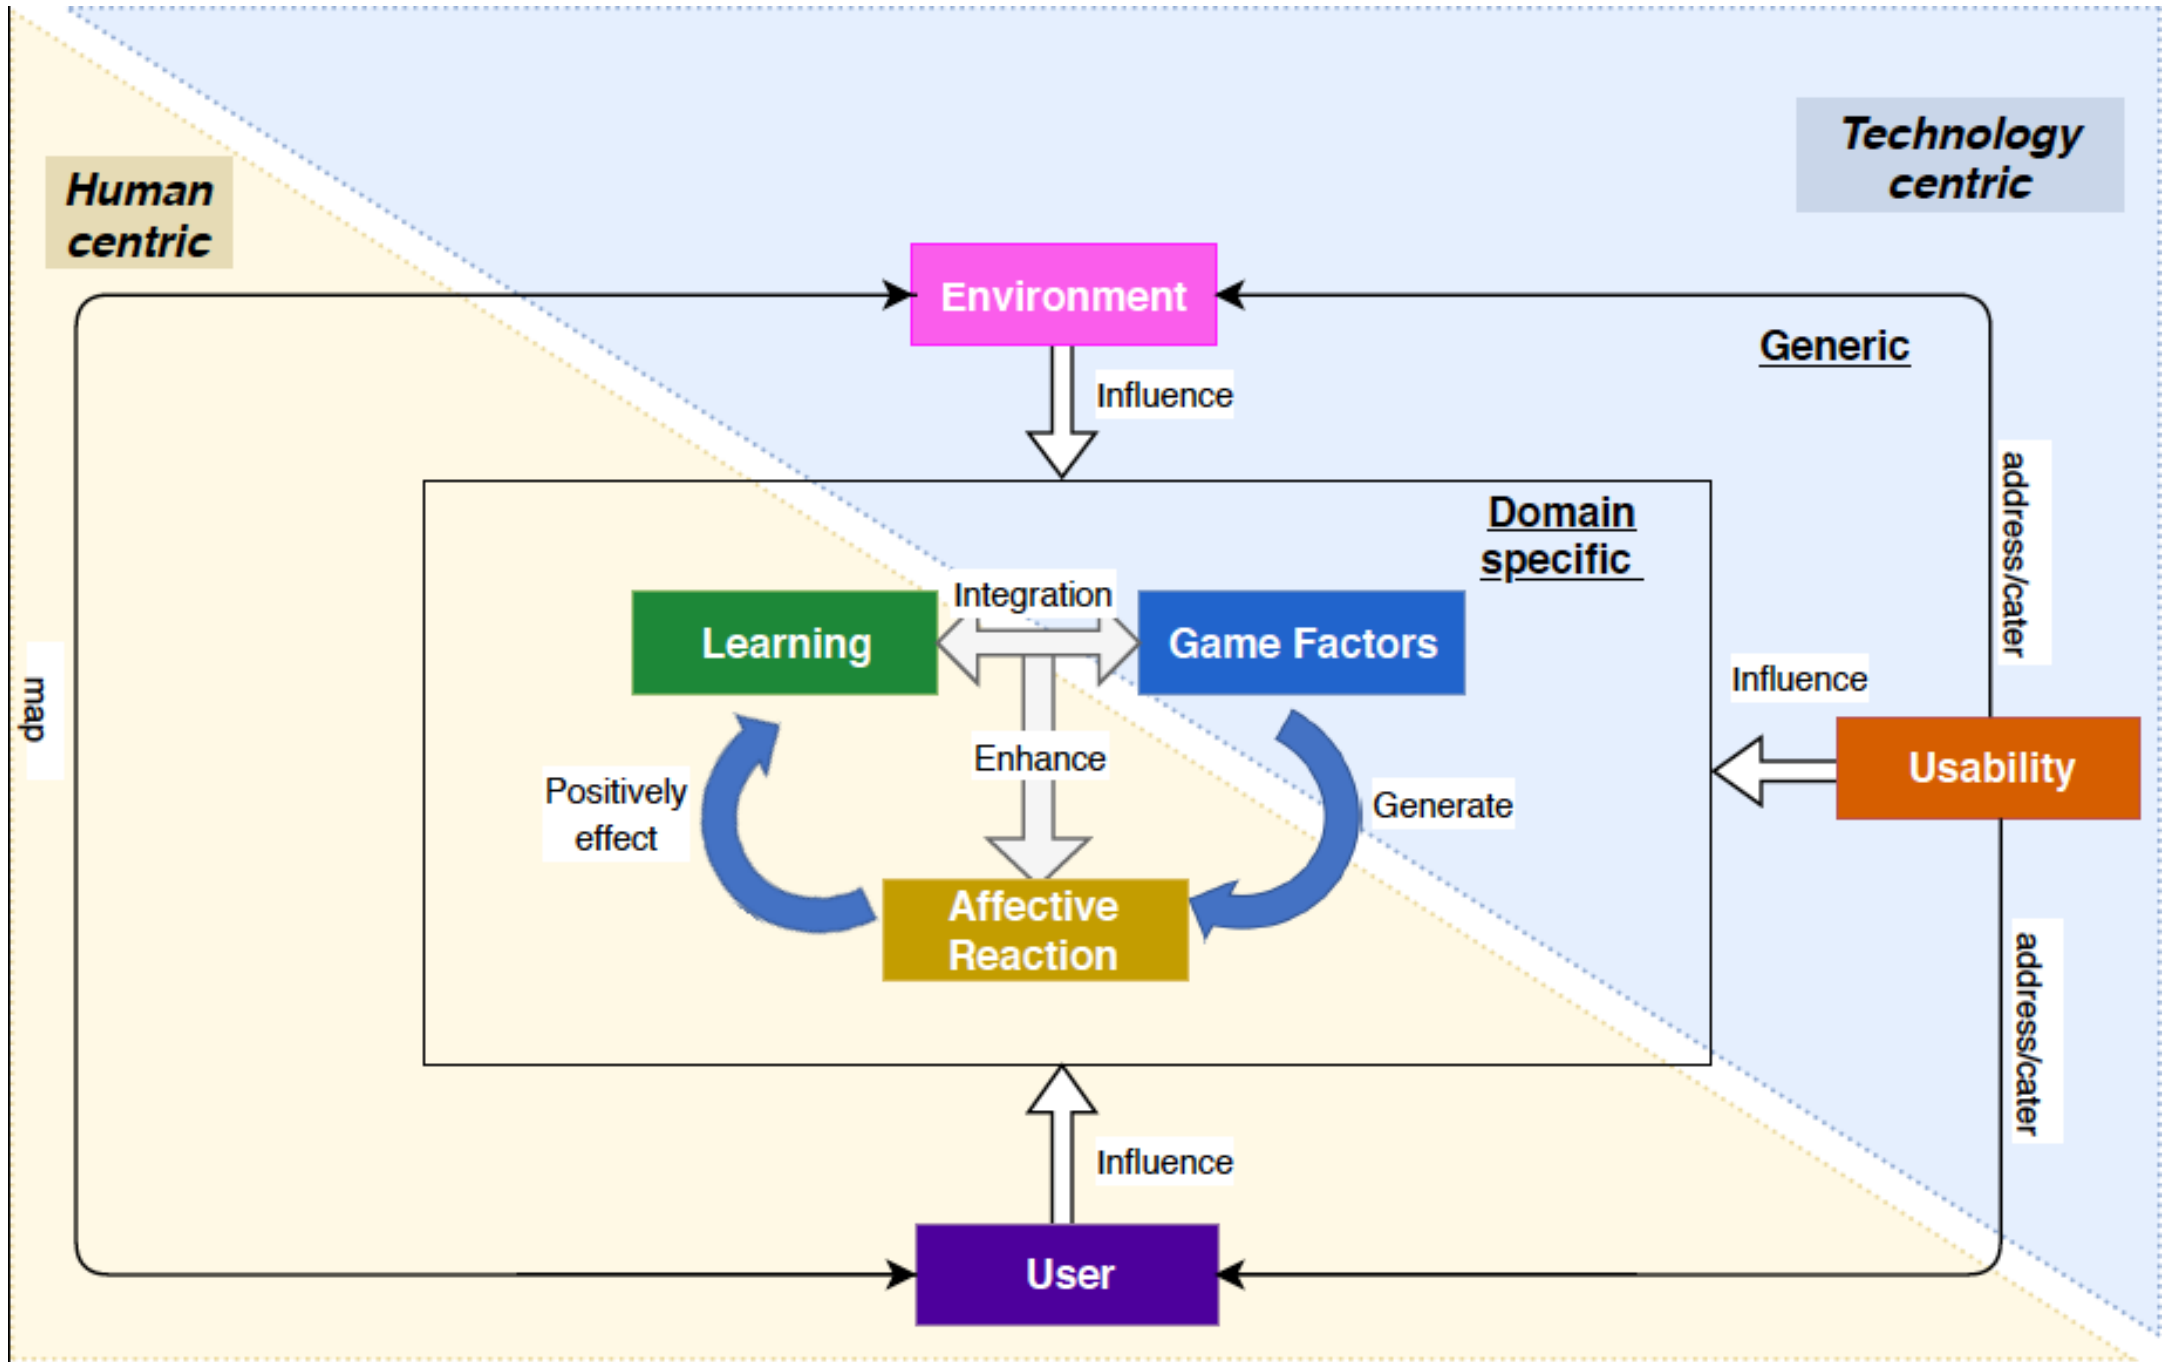 Technology
centric
Human
centric
Environment
Generic
Influence
address/cater
Domain
specific
Integration
Learning
Game Factors
map
Influence
Enhance
Usability
Positively
effect
Generate
Affective
Reaction
address/cater
Influence
User